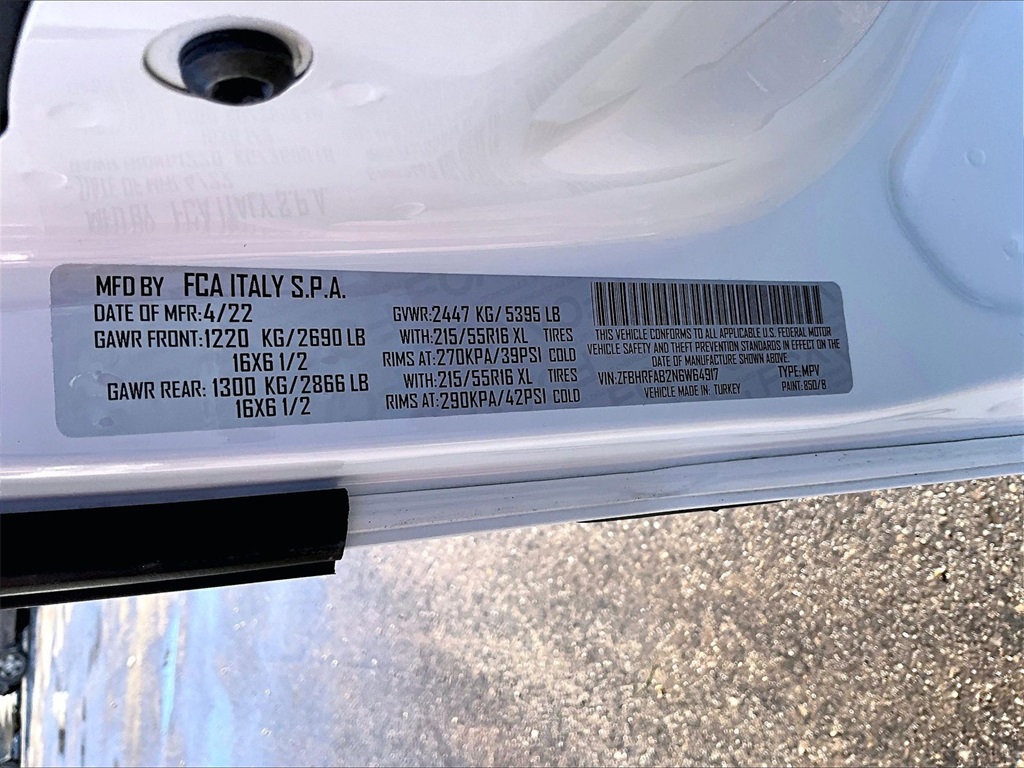 MFD BY FCA ITALY S.P.A.
DATE OF MFR: 4/22
GAWR FRONT: 1220 KG/2690 LB
16X6 1/2
GAWR REAR: 1300 KG/2866 LB
16X6 1/2
GVWR: 2447 KG/ 5395 LB
WITH: 215/55R16 XL TIRES
RIMS AT: 270KPA/39PSI COLD
WITH: 215/55R16 XL TIRES
RIMS AT: 290KPA/42PSI COLD
THIS VEHICLE CONFORMS TO ALL APPLICABLE U.S. FEDERAL MOTOR
VEHICLE SAFETY AND THEFT PREVENTION STANDARDS IN EFFECT ON THE
DATE OF MANUFACTURE SHOWN ABOVE.
VIN: ZFBHRFAB2N6W64917 TYPE: MPV
VEHICLE MADE IN: TURKEY PAINT: 850/B